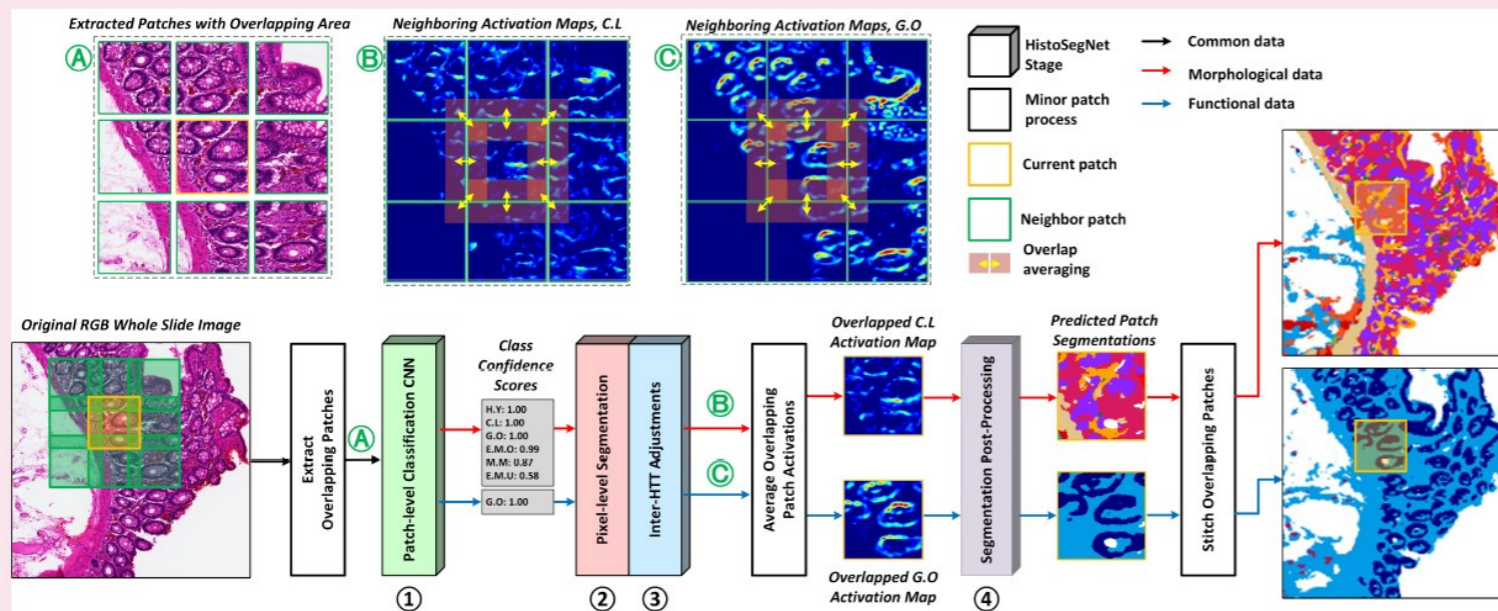 Extracted Patches with Overlapping Area
Neighboring Activation Maps, C.L
Neighboring Activation Maps, G.O
A
B
C
HistoSegNet
Stage
Minor patch
process
Current patch
Neighbor patch
Overlap
averaging
Common data
Morphological data
Functional data
Original RGB Whole Slide Image
Extract
Overlapping Patches
A
Patch-level Classification CNN
1
Class
Confidence
Scores
H.Y: 1.00
C.L: 1.00
G.O: 1.00
E.M.O: 0.99
M.M: 0.87
E.M.U: 0.58
G.O: 1.00
Pixel-level Segmentation
2
Inter-HTT Adjustments
3
B
C
Average Overlapping
Patch Activations
Overlapped C.L
Activation Map
Overlapped G.O
Activation Map
Segmentation Post-Processing
4
Predicted Patch
Segmentations
Stitch Overlapping Patches